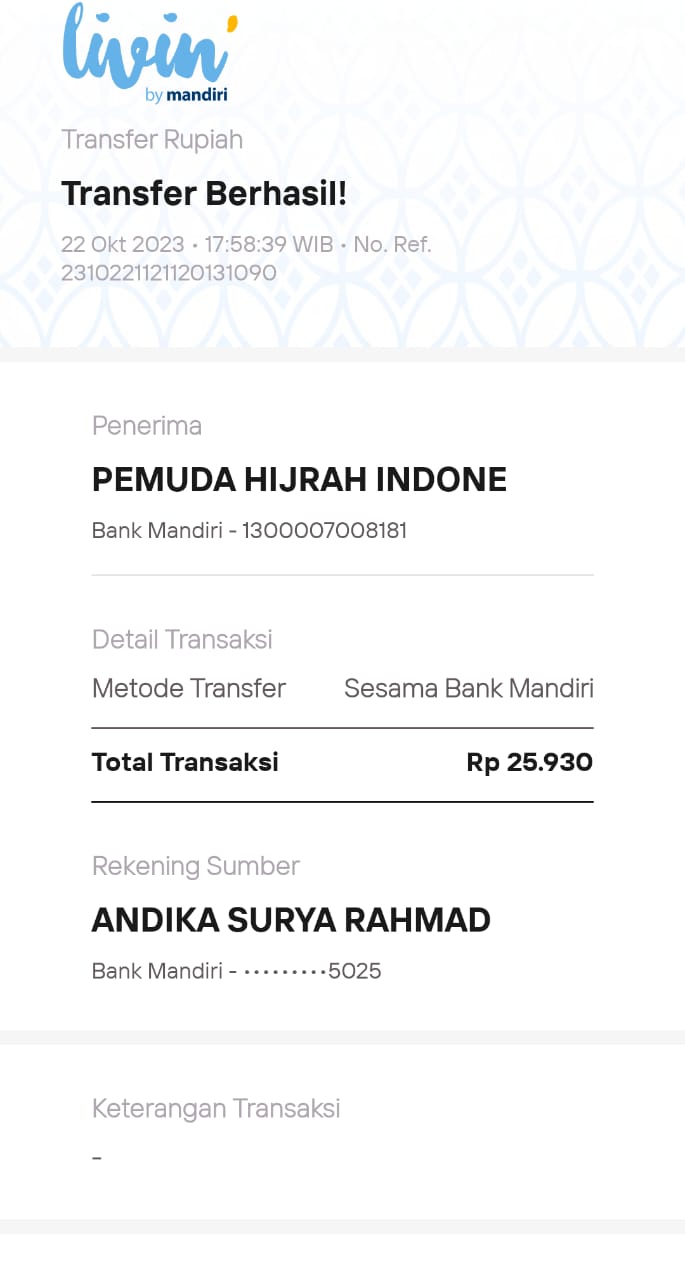 livin'
by mandiri
Transfer Rupiah
Transfer Berhasil!
22 Okt 2023 • 17:58:39 WIB • No. Ref.
2310221121120131090
Penerima
PEMUDA HIJRAH INDONE
Bank Mandiri - 1300007008181
Detail Transaksi
Metode Transfer Sesama Bank Mandiri
Total Transaksi Rp 25.930
Rekening Sumber
ANDIKA SURYA RAHMAD
Bank Mandiri - •••••••••5025
Keterangan Transaksi
-